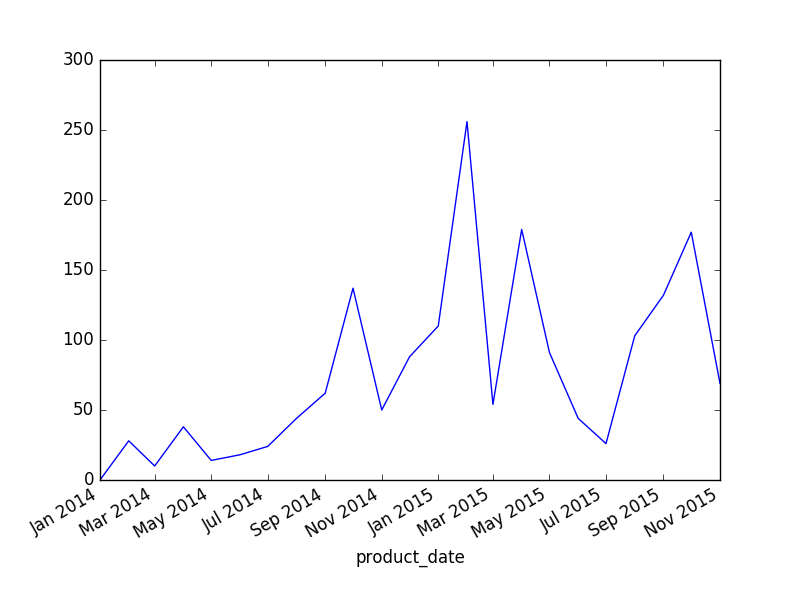 300
250
200
150
100
50
0
Jan 2014
Mar 2014
May 2014
Jul 2014
Sep 2014
Nov 2014
Jan 2015
Mar 2015
May 2015
Jul 2015
Sep 2015
Nov 2015
product_date